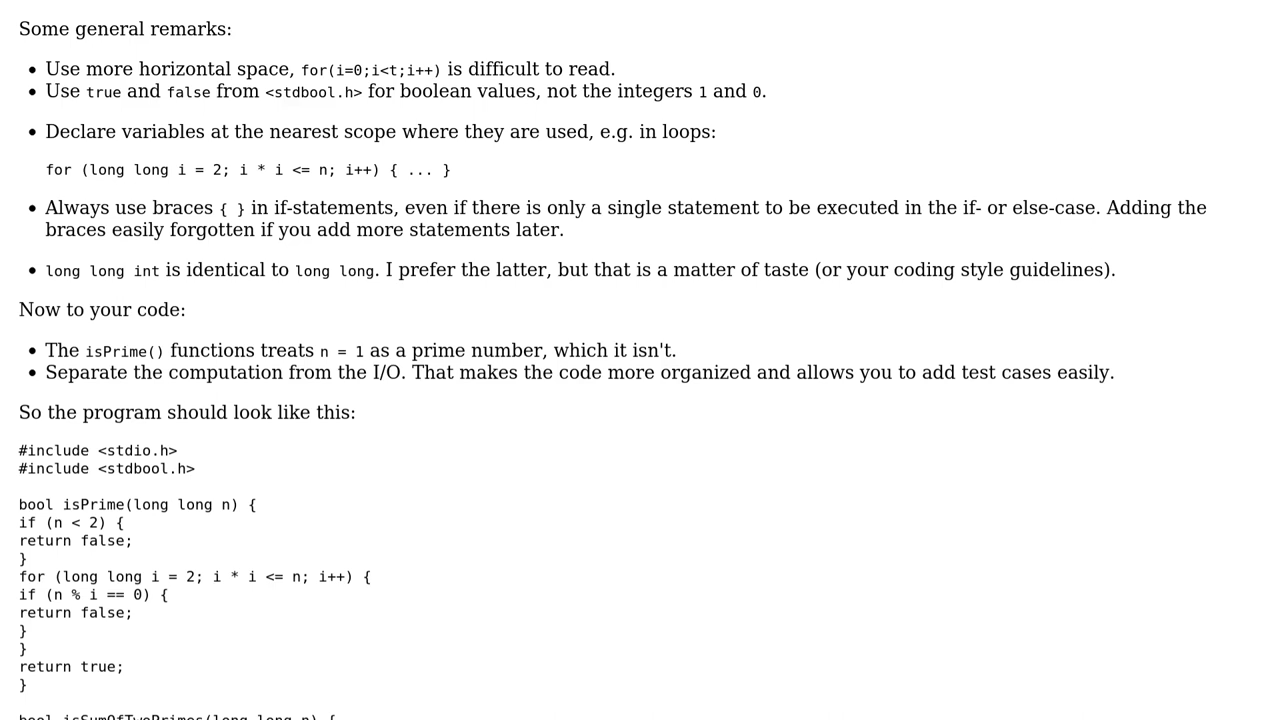 Some general remarks:
• Use more horizontal space, for(i=0;i<t;i++) is difficult to read.
• Use true and false from <stdbool.h> for boolean values, not the integers 1 and 0.
• Declare variables at the nearest scope where they are used, e.g. in loops:
for (long long i = 2; i * i <= n; i++) { ... }
• Always use braces { } in if-statements, even if there is only a single statement to be executed in the if- or else-case. Adding the
braces easily forgotten if you add more statements later.
• long long int is identical to long long. I prefer the latter, but that is a matter of taste (or your coding style guidelines).
Now to your code:
• The isPrime() functions treats n = 1 as a prime number, which it isn't.
• Separate the computation from the I/O. That makes the code more organized and allows you to add test cases easily.
So the program should look like this:
#include <stdio.h>
#include <stdbool.h>
bool isPrime(long long n) {
if (n < 2) {
return false;
}
for (long long i = 2; i * i <= n; i++) {
if (n % i == 0) {
return false;
}
}
return true;
}
bool isSumOfTwoPrimes(long long n) {